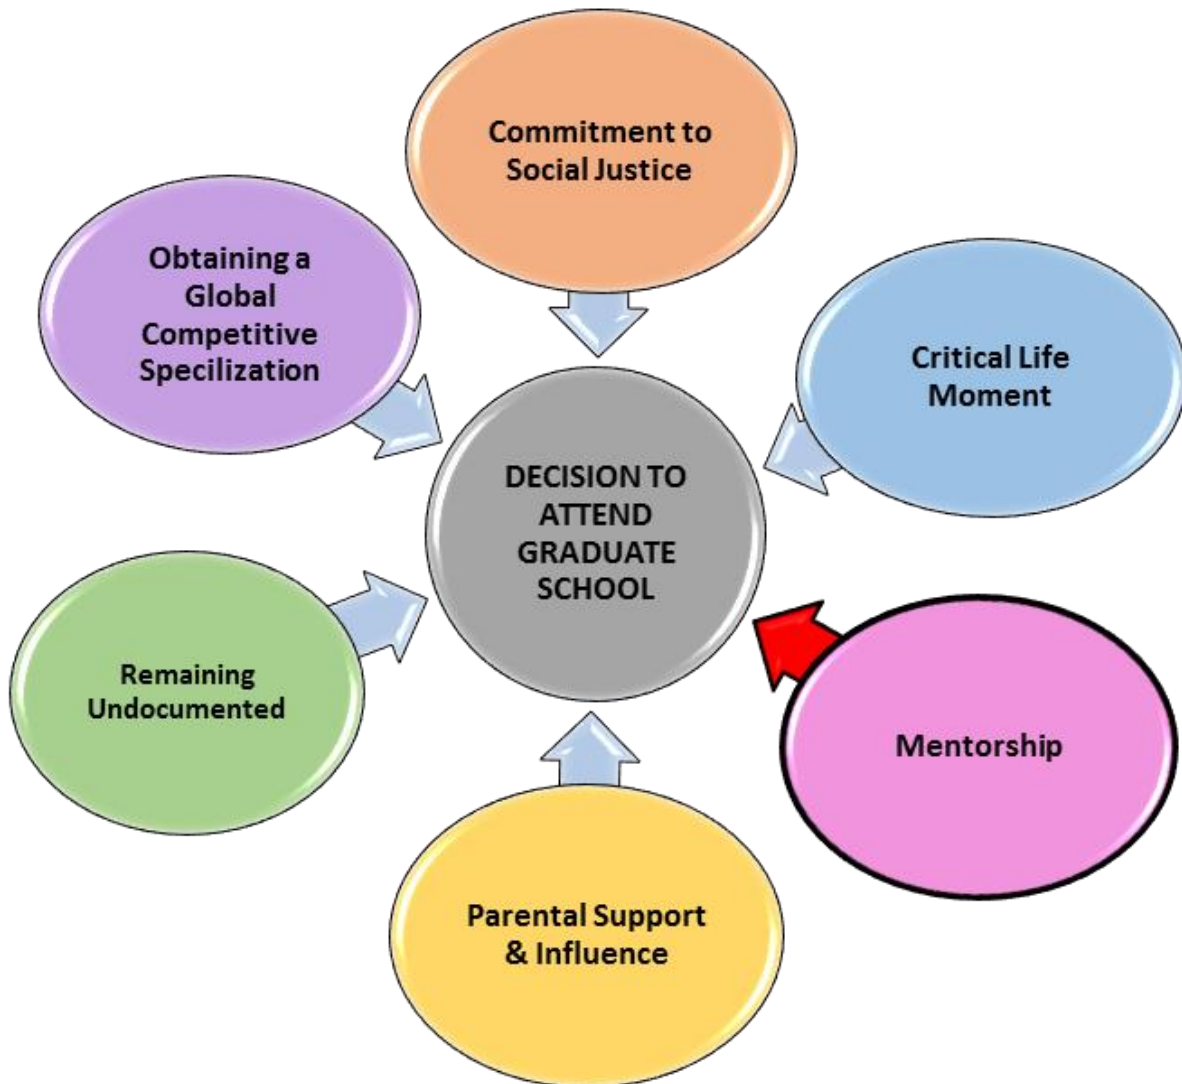 Commitment to
Social Justice
Obtaining a
Global
Competitive
Specilization
Critical Life
Moment
DECISION TO
ATTEND
GRADUATE
SCHOOL
Remaining
Undocumented
Mentorship
Parental Support
& Influence